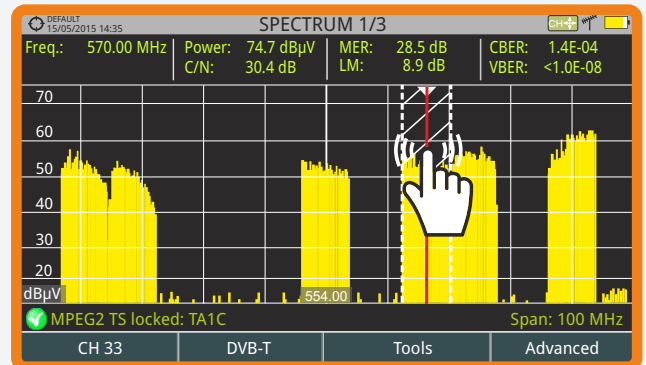 DEFAULT
15/05/2015 14:35
SPECTRUM 1/3
CH
Freq.: 570.00 MHz
Power: 74.7 dBµV
MER: 28.5 dB
CBER: 1.4E-04
C/N: 30.4 dB
LM: 8.9 dB
VBER: <1.0E-08
70
60
50
40
30
20
dBµV
554.00
MPEG2 TS locked: TA1C
Span: 100 MHz
CH 33
DVB-T
Tools
Advanced